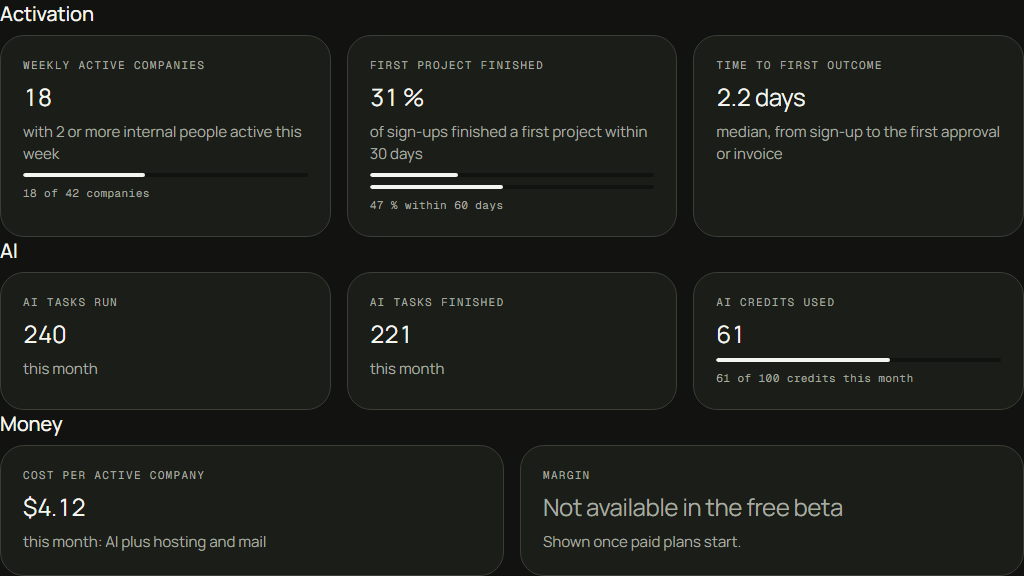 Activation
WEEKLY ACTIVE COMPANIES
18
with 2 or more internal people active this
week
18 of 42 companies
FIRST PROJECT FINISHED
31 %
of sign-ups finished a first project within
30 days
47 % within 60 days
TIME TO FIRST OUTCOME
2.2 days
median, from sign-up to the first approval
or invoice
AI
AI TASKS RUN
240
this month
AI TASKS FINISHED
221
this month
AI CREDITS USED
61
61 of 100 credits this month
Money
COST PER ACTIVE COMPANY
$4.12
this month: AI plus hosting and mail
MARGIN
Not available in the free beta
Shown once paid plans start.